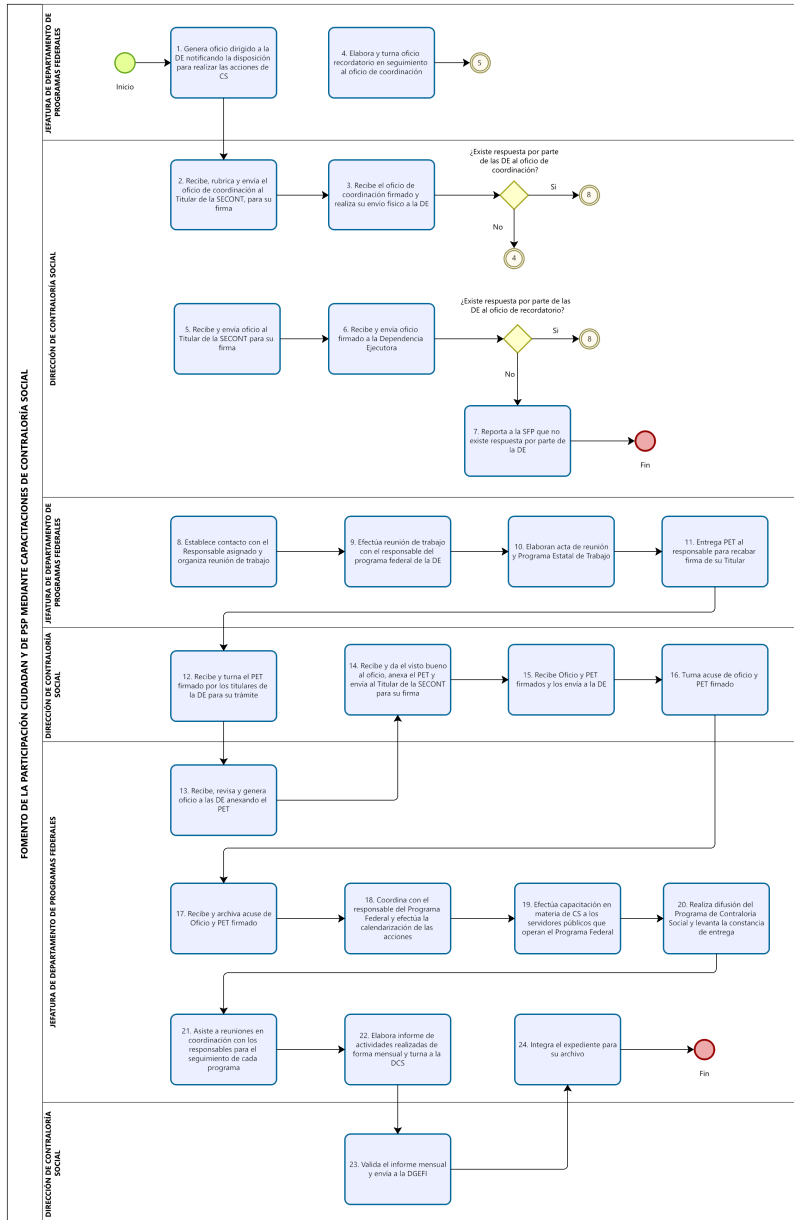 FOMENTO DE LA PARTICIPACIÓN CIUDADAN Y DE PSP MEDIANTE CAPACITACIONES DE CONTRALORÍA SOCIAL
JEFATURA DE DEPARTAMENTO DE
PROGRAMAS FEDERALES
Inicio
1. Genera oficio dirigido a la
DE notificando la disposición
para realizar las acciones de
CS
4. Elabora y turna oficio
recordatorio en seguimiento
al oficio de coordinación
5
DIRECCIÓN DE CONTRALORÍA SOCIAL
2. Recibe, rubrica y envía el
oficio de coordinación al
Titular de la SECONT, para su
firma
3. Recibe el oficio de
coordinación firmado y
realiza su envío físico a la DE
¿Existe respuesta por parte
de las DE al oficio de
coordinación?
Si
8
No
4
5. Recibe y envía oficio al
Titular de la SECONT para su
firma
6. Recibe y envía oficio
firmado a la Dependencia
Ejecutora
¿Existe respuesta por parte de las
DE al oficio de recordatorio?
Si
8
No
7. Reporta a la SFP que no
existe respuesta por parte de
la DE
Fin
JEFATURA DE DEPARTAMENTO DE
PROGRAMAS FEDERALES
8. Establece contacto con el
Responsable asignado y
organiza reunión de trabajo
9. Efectúa reunión de trabajo
con el responsable del
programa federal de la DE
10. Elaboran acta de reunión
y Programa Estatal de Trabajo
11. Entrega PET al
responsable para recabar
firma de su Titular
DIRECCIÓN DE CONTRALORÍA
SOCIAL
12. Recibe y turna el PET
firmado por los titulares de
la DE para su trámite
14. Recibe y da el visto bueno
al oficio, anexa el PET y
envía al Titular de la SECONT
para su firma
15. Recibe Oficio y PET
firmados y los envía a la DE
16. Turna acuse de oficio y
PET firnado
JEFATURA DE DEPARTAMENTO DE PROGRAMAS FEDERALES
13. Recibe, revisa y genera
oficio a las DE anexando el
PET
17. Recibe y archiva acuse de
Oficio y PET firmado
18. Coordina con el
responsable del Programa
Federal y efectúa la
calendarización de las
acciones
19. Efectúa capacitación en
materia de CS a los
servidores públicos que
operan el Programa Federal
20. Realiza difusión del
Programa de Contraloria
Social y levanta la constancia
de entrega
21. Asiste a reuniones en
coordinación con los
responsables para el
seguimiento de cada
programa
22. Elabora informe de
actividades realizadas de
forma mensual y turna a la
DCS
24. Integra el expediente para
su archivo
Fin
DIRECCIÓN DE CONTRALORÍA
SOCIAL
23. Valida el informe mensual
y envía a la DGEFI